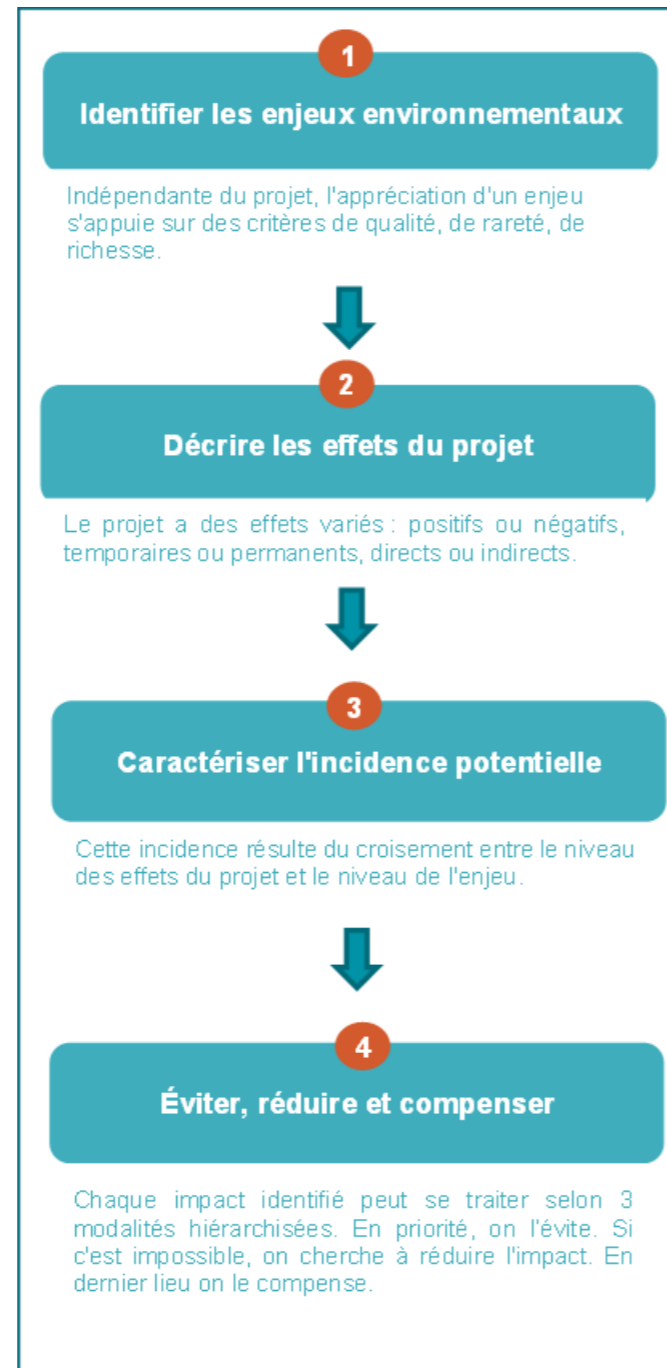 1
Identifier les enjeux environnementaux
Indépendante du projet, l'appréciation d'un enjeu
s'appuie sur des critères de qualité, de rareté, de
richesse.
2
Décrire les effets du projet
Le projet a des effets variés : positifs ou négatifs,
temporaires ou permanents, directs ou indirects.
3
Caractériser l'incidence potentielle
Cette incidence résulte du croisement entre le niveau
des effets du projet et le niveau de l'enjeu.
4
Éviter, réduire et compenser
Chaque impact identifié peut se traiter selon 3
modalités hiérarchisées. En priorité, on l'évite. Si
c'est impossible, on cherche à réduire l'impact. En
dernier lieu on le compense.